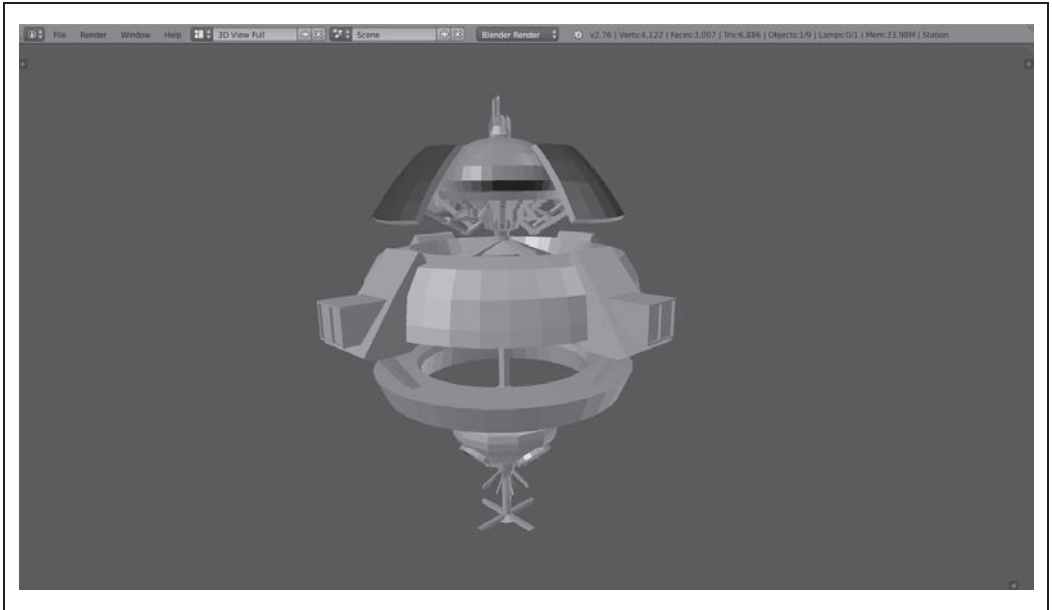 File Render Window Help 3D View Full Scene Blender Render v2.76 | Verts:4,122 | Faces:3,007 | Tris:6,886 | Objects:1/9 | Lamps:0/1 | Mem:33.98M | Station